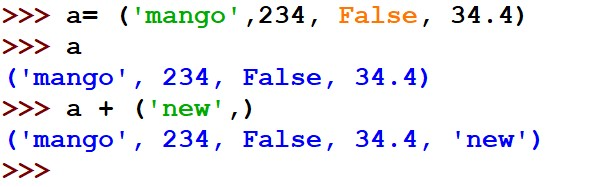 >>> a= ('mango',234, False, 34.4)
>>> a
('mango', 234, False, 34.4)
>>> a + ('new',)
('mango', 234, False, 34.4, 'new')
>>>